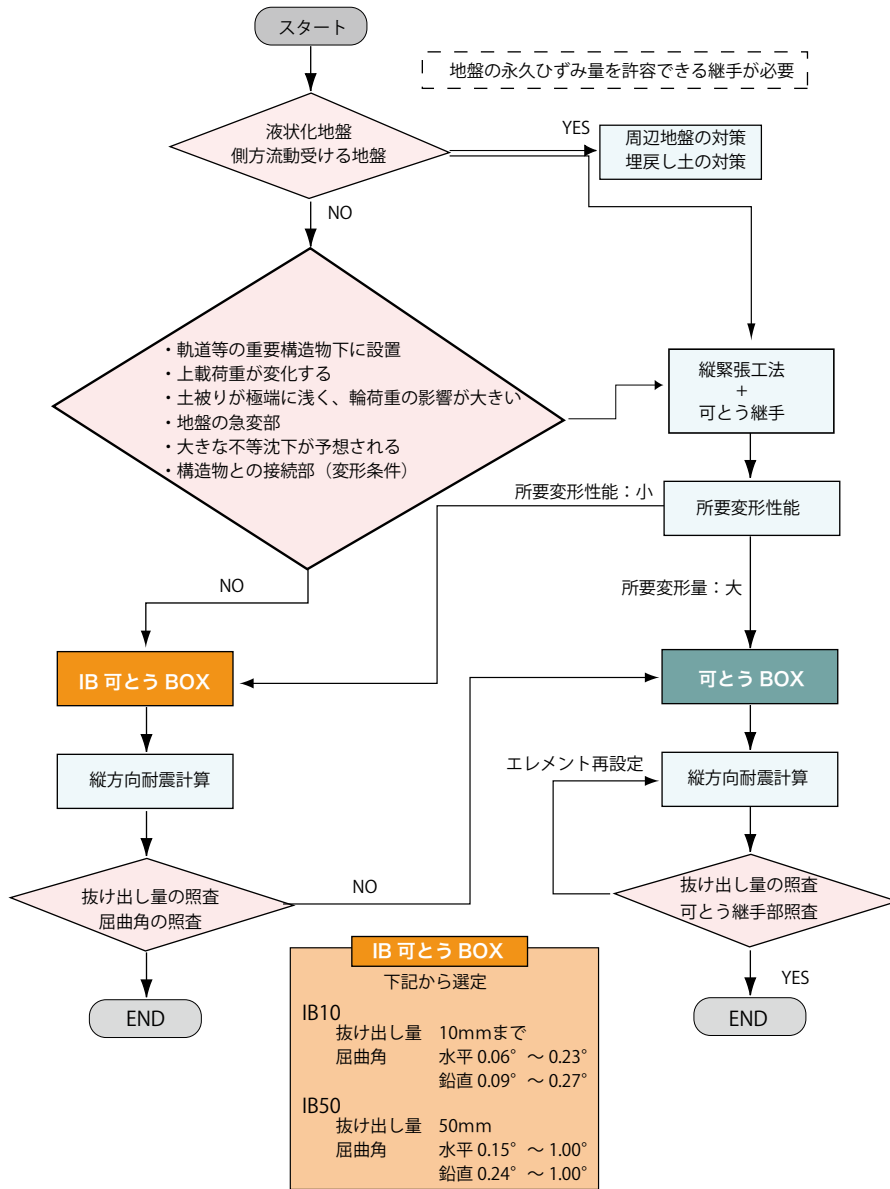 スタート
地盤の永久ひずみ量を許容できる継手が必要
液状化地盤
側方流動受ける地盤
YES
周辺地盤の対策
埋戻し土の対策
NO
・軌道等の重要構造物下に設置
・上載荷重が変化する
・土被りが極端に浅く、輪荷重の影響が大きい
・地盤の急変部
・大きな不等沈下が予想される
・構造物との接続部（変形条件）
縦緊張工法
+
可とう継手
所要変形性能：小
所要変形性能
NO
所要変形量：大
IB 可とう BOX
可とう BOX
エレメント再設定
縦方向耐震計算
縦方向耐震計算
抜け出し量の照査
屈曲角の照査
NO
抜け出し量の照査
可とう継手部照査
YES
END
END
IB 可とう BOX
下記から選定
IB10
抜け出し量 10mmまで
屈曲角 水平 0.06° ～ 0.23°
鉛直 0.09° ～ 0.27°
IB50
抜け出し量 50mm
屈曲角 水平 0.15° ～ 1.00°
鉛直 0.24° ～ 1.00°